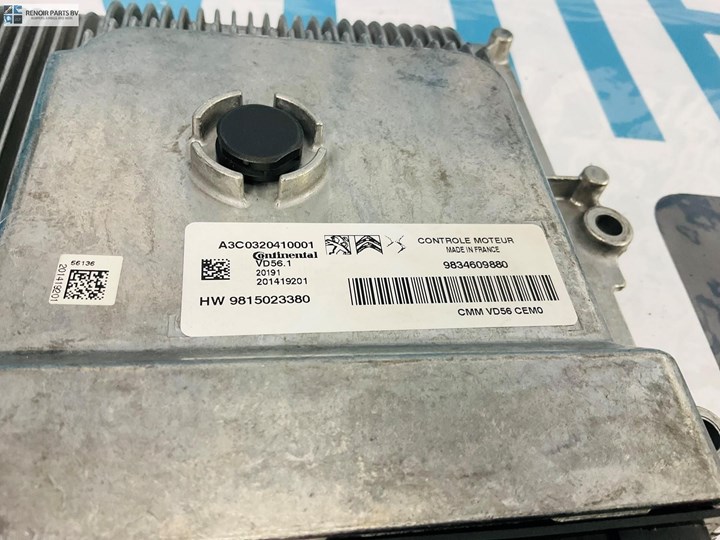 RENOIR PARTS BV
A3C0320410001
Continental
VD56.1
20191
201419201
HW 9815023380
CONTROLE MOTEUR
MADE IN FRANCE
9834609880
CMM VD56 CEM0
56136
201419201